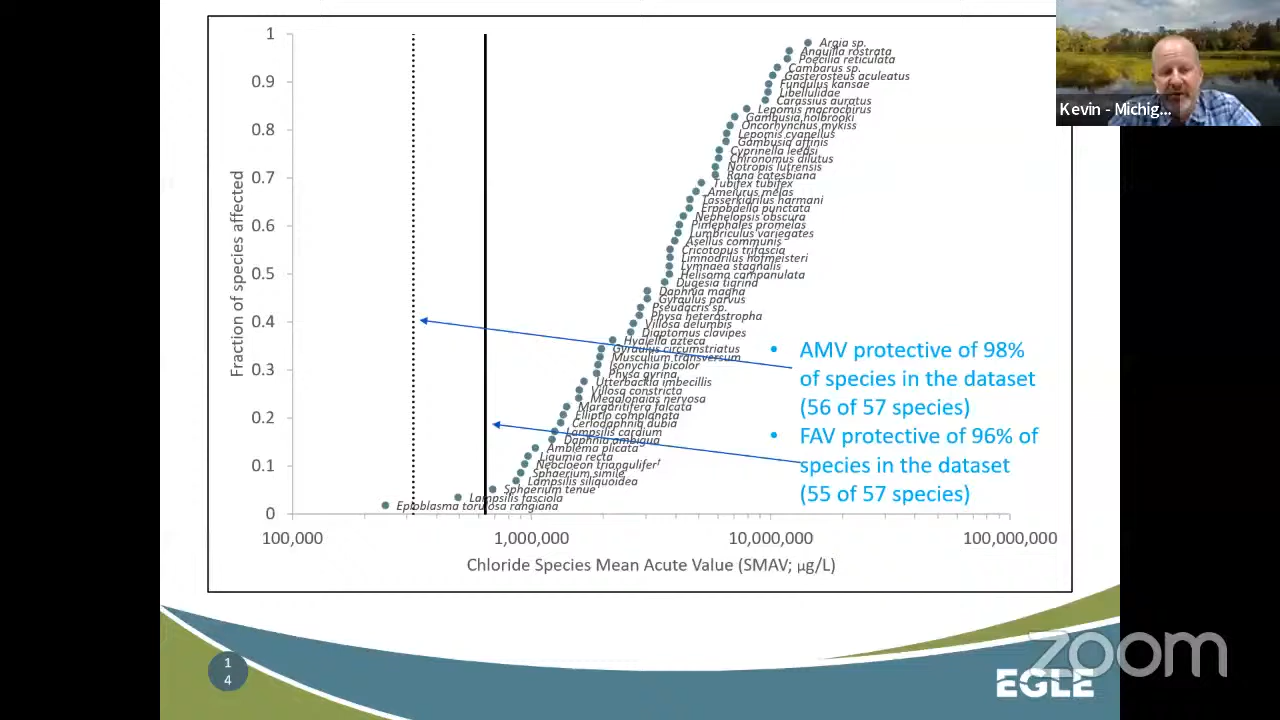 Kevin - Michig...
Fraction of species affected
1
0.9
0.8
0.7
0.6
0.5
0.4
0.3
0.2
0.1
0
Argia sp.
Anguilla rostrata
Poecilia reticulata
Cambarus sp.
Gasterosteus aculeatus
Fundulus kansae
Libellulidae
Carassius auratus
Lepomis macrochirus
Gambusia holbrooki
Oncorhynchus mykiss
Lepomis cyanellus
Gambusia affinis
Cyprinella leedsi
Chironomus dilutus
Notropis lutrensis
Rana catesbiana
Tubifex tubifex
Ameiurus melas
Erpobdella punctata
Nephelopsis obscura
Pimephales promelas
Lumbriculus variegates
Asellus communis
Cricotopus trifascia
Limnodrilus hofmeisteri
Lymnaea stagnalis
Helisoma campanulata
Dugesia tigrind
Daphnia magna
Gyraulus parvus
Pseudacris sp.
Physa heterostropha
Villosa delumbis
Diaptomus clavipes
Hyalella azteca
Gyraulus circumstriatus
Musculium transversum
Isonychia bicolor
Physa gyrina
Utterbackia imbecillis
Villosa constricta
Megalonaias nervosa
Margaritifera falcata
Elliptio complanata
Ceriodaphnia dubia
Lampsilis cardium
Daphnia ambigua
Amblema plicata
Ligumia recta
Neocloeon triangulifer†
Sphaerium simile
Lampsilis siliquoidea
Sphaerium tenue
Lampsilis fasciola
Epioblasma torulosa rangiana
• AMV protective of 98%
of species in the dataset
(56 of 57 species)
• FAV protective of 96% of
species in the dataset
(55 of 57 species)
100,000
1,000,000
10,000,000
100,000,000
Chloride Species Mean Acute Value (SMAV; µg/L)
1
4
zoom
EGLE